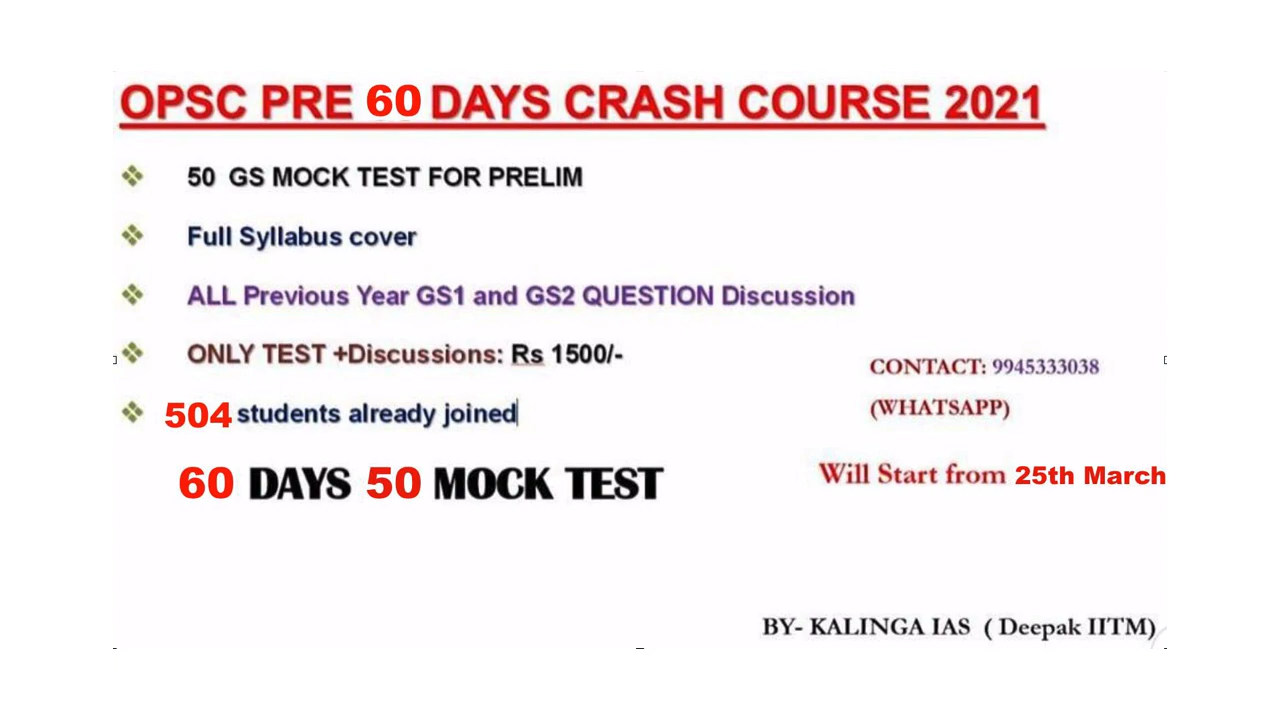 OPSC PRE 60 DAYS CRASH COURSE 2021
50 GS MOCK TEST FOR PRELIM
Full Syllabus cover
ALL Previous Year GS1 and GS2 QUESTION Discussion
ONLY TEST +Discussions: Rs 1500/-
CONTACT: 9945333038
(WHATSAPP)
504 students already joined
60 DAYS 50 MOCK TEST
Will Start from 25th March
BY- KALINGA IAS ( Deepak IITM)